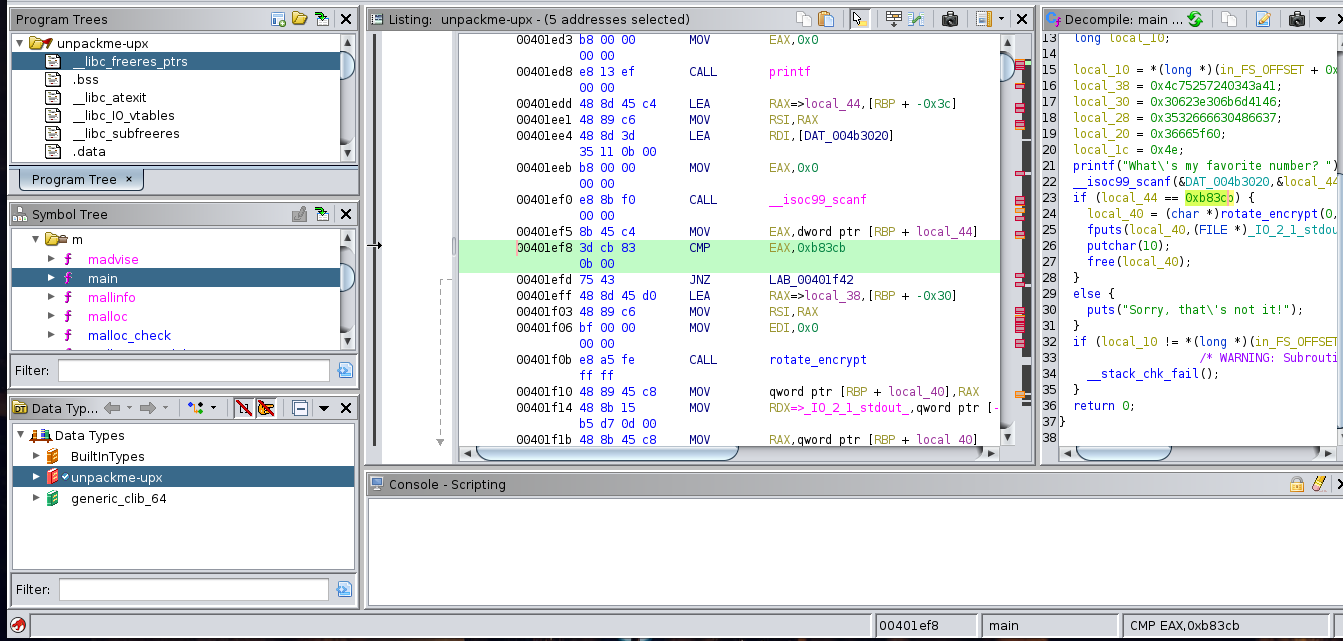 Program Trees
unpackme-upx
__libc_freeres_ptrs
.bss
__libc_atexit
__libc_IO_vtables
__libc_subfreeres
.data
Program Tree ×
Symbol Tree
m
f madvise
f main
f mallinfo
f malloc
f malloc_check
Filter:
Data Typ...
Data Types
BuiltInTypes
unpackme-upx
generic_clib_64
Filter:
Listing: unpackme-upx - (5 addresses selected)
00401ed3 b8 00 00 MOV EAX,0x0
00 00
00401ed8 e8 13 ef CALL printf
00 00
00401edd 48 8d 45 c4 LEA RAX=>local_44,[RBP + -0x3c]
00401ee1 48 89 c6 MOV RSI,RAX
00401ee4 48 8d 3d LEA RDI,[DAT_004b3020]
35 11 0b 00
00401eeb b8 00 00 MOV EAX,0x0
00 00
00401ef0 e8 8b f0 CALL __isoc99_scanf
00 00
00401ef5 8b 45 c4 MOV EAX,dword ptr [RBP + local_44]
00401ef8 3d cb 83 CMP EAX,0xb83cb
0b 00
00401efd 75 43 JNZ LAB_00401f42
00401eff 48 8d 45 d0 LEA RAX=>local_38,[RBP + -0x30]
00401f03 48 89 c6 MOV RSI,RAX
00401f06 bf 00 00 MOV EDI,0x0
00 00
00401f0b e8 a5 fe CALL rotate_encrypt
ff ff
00401f10 48 89 45 c8 MOV qword ptr [RBP + local_40],RAX
00401f14 48 8b 15 MOV RDX=>_IO_2_1_stdout_,qword ptr [-
b5 d7 0d 00
00401f1b 48 8b 45 c8 MOV RAX,qword ptr [RBP + local_40]
Decompile: main ...
13 long local_10;
14
15 local_10 = *(long *)(in_FS_OFFSET + 0x
16 local_38 = 0x4c75257240343a41;
17 local_30 = 0x30623e306b6d4146;
18 local_28 = 0x3532666630486637;
19 local_20 = 0x36665f60;
20 local_1c = 0x4e;
21 printf("What\'s my favorite number? ")
22 __isoc99_scanf(&DAT_004b3020,&local_44
23 if (local_44 == 0xb83cb) {
24 local_40 = (char *)rotate_encrypt(0,
25 fputs(local_40,(FILE *)_IO_2_1_stdou
26 putchar(10);
27 free(local_40);
28 }
29 else {
30 puts("Sorry, that\'s not it!");
31 }
32 if (local_10 != *(long *)(in_FS_OFFSET
33 /* WARNING: Subrouti
34 __stack_chk_fail();
35 }
36 return 0;
37 }
38
Console - Scripting
00401ef8
main
CMP EAX,0xb83cb